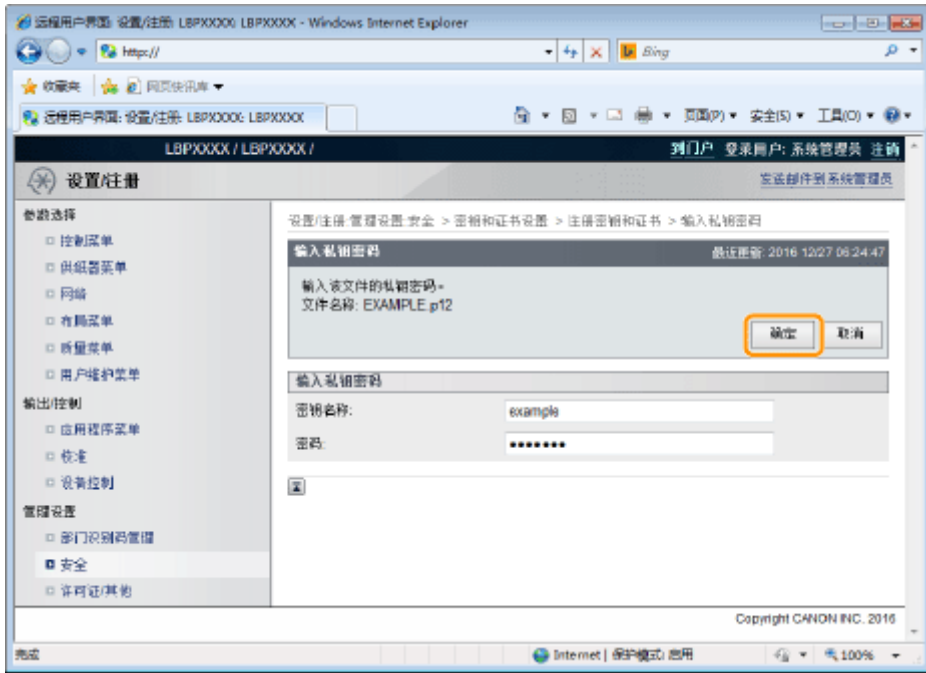 远程用户界面: 设置/注册: LBPXXXX: LBPXXXX - Windows Internet Explorer
http://
Bing
收藏夹 网页快讯库
远程用户界面: 设置/注册: LBPXXXX: LBPXXXX
页面(P) 安全(S) 工具(O)
LBPXXXX / LBPXXXX /
到门户 登录用户: 系统管理员 注销
设置/注册
发送邮件到系统管理员
参数选择
控制菜单
供纸器菜单
网络
布局菜单
质量菜单
用户维护菜单
输出/控制
应用程序菜单
校准
设备控制
管理设置
部门识别码管理
安全
许可证/其他
设置/注册:管理设置:安全 > 密钥和证书设置 > 注册密钥和证书 > 输入私钥密码
输入私钥密码
最近更新: 2016 12/27 06:24:47
输入该文件的私钥密码。
文件名称: EXAMPLE.p12
确定 取消
输入私钥密码
密钥名称: example
密码: •••••••
Copyright CANON INC. 2016
完成
Internet | 保护模式: 启用
100%